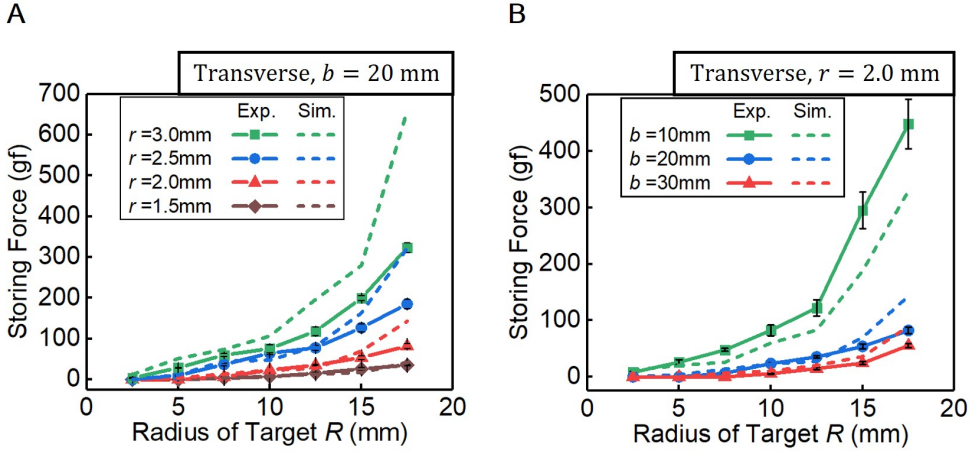 A
B
Transverse, b = 20 mm
Transverse, r = 2.0 mm
700
600
500
400
300
200
100
0
Storing Force (gf)
Exp. Sim.
r =3.0mm
r =2.5mm
r =2.0mm
r =1.5mm
0 5 10 15 20
Radius of Target R (mm)
500
400
300
200
100
0
Storing Force (gf)
Exp. Sim.
b =10mm
b =20mm
b =30mm
0 5 10 15 20
Radius of Target R (mm)